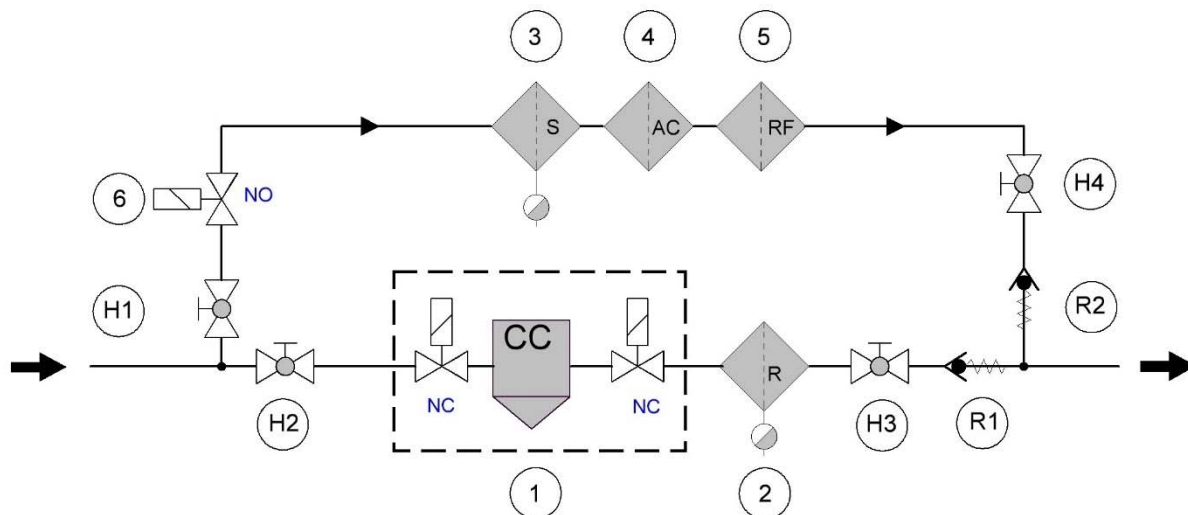 3 4 5
S AC RF
6 NO H4
H1 CC R2
R
NC NC
H2 H3 R1
1 2